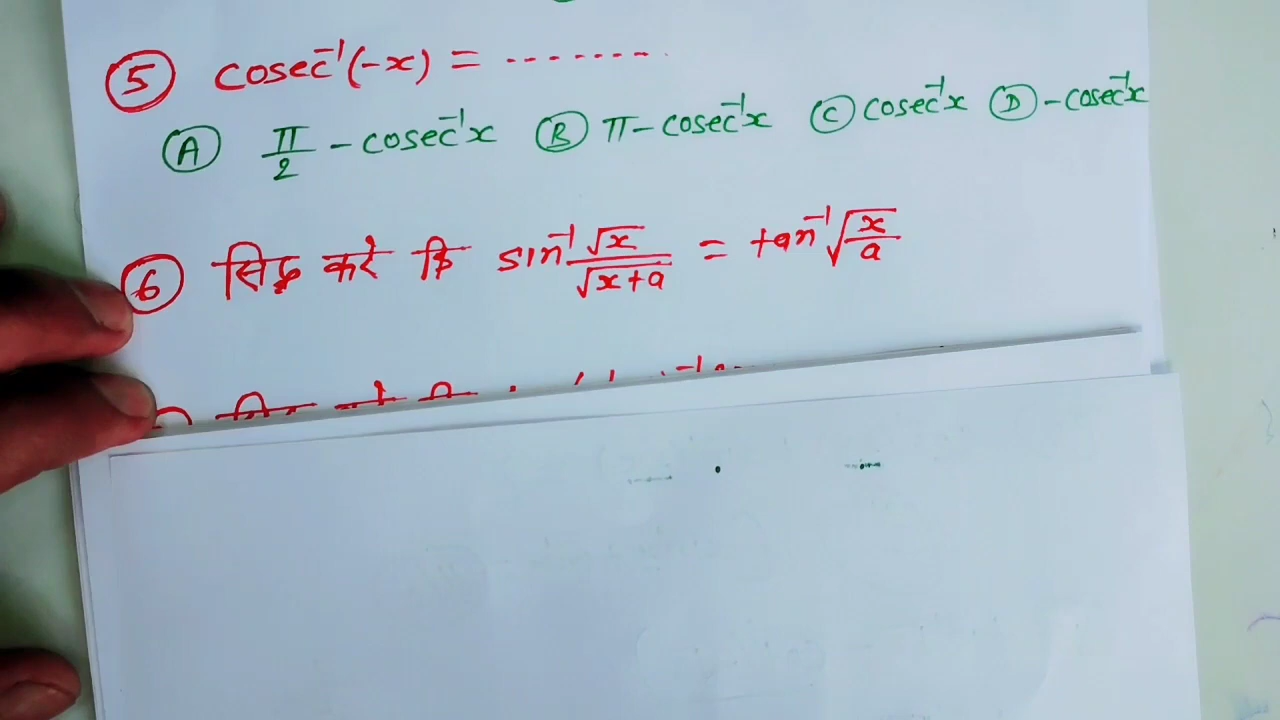 ⑤ cosec⁻¹(-x) = ........
Ⓐ π/2 - cosec⁻¹x Ⓑ π - cosec⁻¹x Ⓒ cosec⁻¹x Ⓓ -cosec⁻¹x
⑥ सिद्ध करे कि sin⁻¹ √x/√x+a = tan⁻¹ √x/a